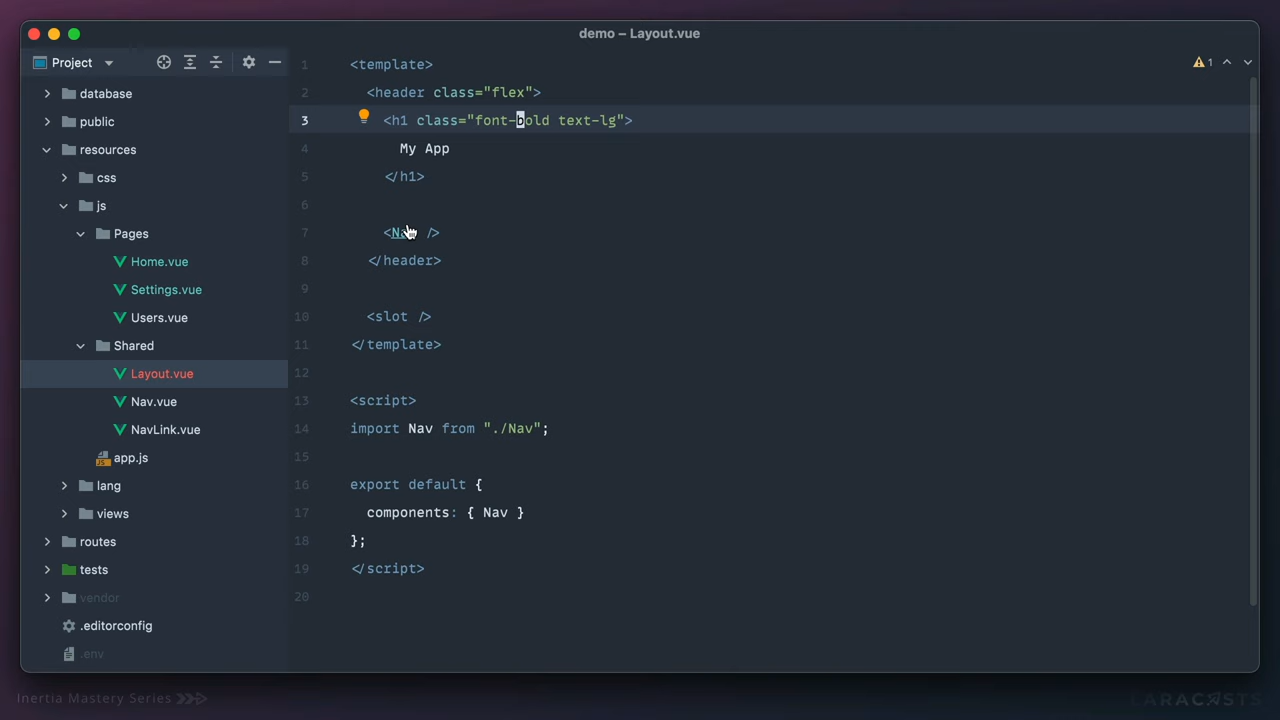 demo – Layout.vue
Project
database
public
resources
css
js
Pages
Home.vue
Settings.vue
Users.vue
Shared
Layout.vue
Nav.vue
NavLink.vue
app.js
lang
views
routes
tests
vendor
.editorconfig
.env
1
1 <template>
2 <header class="flex">
3 <h1 class="font-bold text-lg">
4 My App
5 </h1>
6
7 <Nav />
8 </header>
9
10 <slot />
11 </template>
12
13 <script>
14 import Nav from "./Nav";
15
16 export default {
17 components: { Nav }
18 };
19 </script>
20
Inertia Mastery Series
LARACASTS